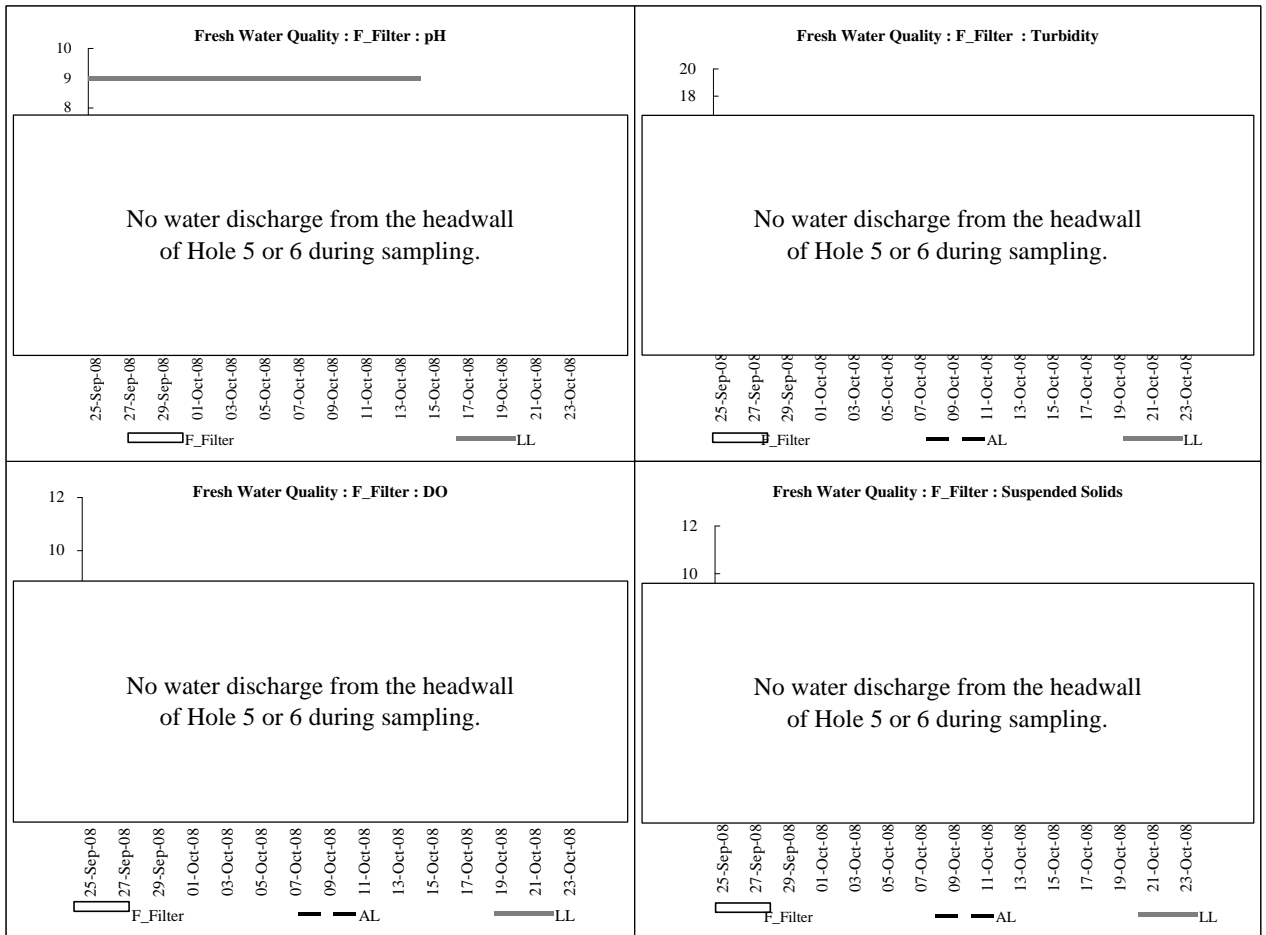 Fresh Water Quality : F_Filter : pH
10
9
8
No water discharge from the headwall
of Hole 5 or 6 during sampling.
25-Sep-08
27-Sep-08
29-Sep-08
01-Oct-08
03-Oct-08
05-Oct-08
07-Oct-08
09-Oct-08
11-Oct-08
13-Oct-08
15-Oct-08
17-Oct-08
19-Oct-08
21-Oct-08
23-Oct-08
F_Filter LL
Fresh Water Quality : F_Filter : Turbidity
20
18
No water discharge from the headwall
of Hole 5 or 6 during sampling.
25-Sep-08
27-Sep-08
29-Sep-08
01-Oct-08
03-Oct-08
05-Oct-08
07-Oct-08
09-Oct-08
11-Oct-08
13-Oct-08
15-Oct-08
17-Oct-08
19-Oct-08
21-Oct-08
23-Oct-08
F_Filter AL LL
Fresh Water Quality : F_Filter : DO
12
10
No water discharge from the headwall
of Hole 5 or 6 during sampling.
25-Sep-08
27-Sep-08
29-Sep-08
01-Oct-08
03-Oct-08
05-Oct-08
07-Oct-08
09-Oct-08
11-Oct-08
13-Oct-08
15-Oct-08
17-Oct-08
19-Oct-08
21-Oct-08
23-Oct-08
F_Filter AL LL
Fresh Water Quality : F_Filter : Suspended Solids
12
10
No water discharge from the headwall
of Hole 5 or 6 during sampling.
25-Sep-08
27-Sep-08
29-Sep-08
01-Oct-08
03-Oct-08
05-Oct-08
07-Oct-08
09-Oct-08
11-Oct-08
13-Oct-08
15-Oct-08
17-Oct-08
19-Oct-08
21-Oct-08
23-Oct-08
F_Filter AL LL